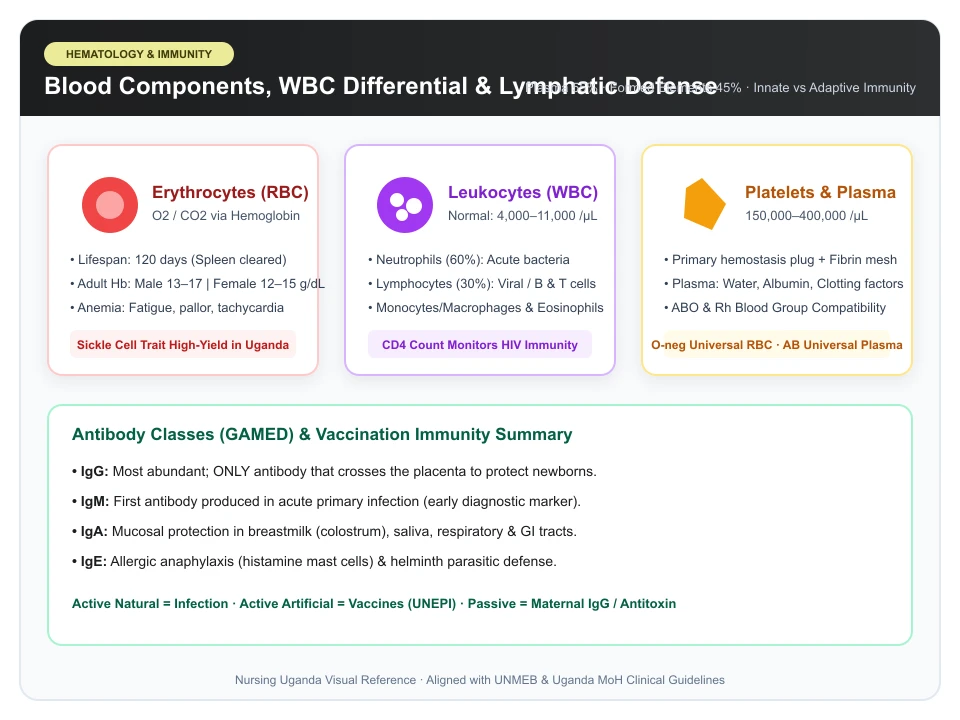 HEMATOLOGY & IMMUNITY
Blood Components, WBC Differential & Lymphatic Defense
45% · Innate vs Adaptive Immunity
Erythrocytes (RBC)
O2 / CO2 via Hemoglobin
• Lifespan: 120 days (Spleen cleared)
• Adult Hb: Male 13–17 | Female 12–15 g/dL
• Anemia: Fatigue, pallor, tachycardia
Sickle Cell Trait High-Yield in Uganda
Leukocytes (WBC)
Normal: 4,000–11,000 /µL
• Neutrophils (60%): Acute bacteria
• Lymphocytes (30%): Viral / B & T cells
• Monocytes/Macrophages & Eosinophils
CD4 Count Monitors HIV Immunity
Platelets & Plasma
150,000–400,000 /µL
• Primary hemostasis plug + Fibrin mesh
• Plasma: Water, Albumin, Clotting factors
• ABO & Rh Blood Group Compatibility
O-neg Universal RBC · AB Universal Plasma
Antibody Classes (GAMED) & Vaccination Immunity Summary
• IgG: Most abundant; ONLY antibody that crosses the placenta to protect newborns.
• IgM: First antibody produced in acute primary infection (early diagnostic marker).
• IgA: Mucosal protection in breastmilk (colostrum), saliva, respiratory & GI tracts.
• IgE: Allergic anaphylaxis (histamine mast cells) & helminth parasitic defense.
Active Natural = Infection · Active Artificial = Vaccines (UNEPI) · Passive = Maternal IgG / Antitoxin
Nursing Uganda Visual Reference · Aligned with UNMEB & Uganda MoH Clinical Guidelines